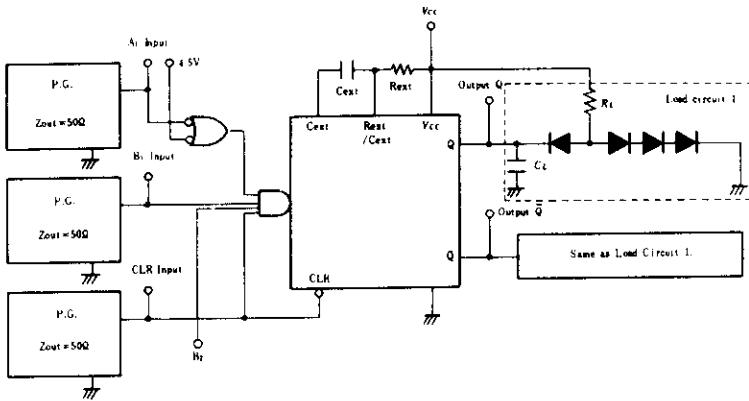 Vcc
A1 Input
4.5V
P.G.
Zout = 50Ω
Cext
Rext
Output Q
Load circuit 1
RL
Cext
Rext
/Cext
Vcc
Q
CL
B1 Input
P.G.
Zout = 50Ω
Output Q̄
CLR Input
Q
Same as Load Circuit 1.
P.G.
Zout = 50Ω
CLR
B2